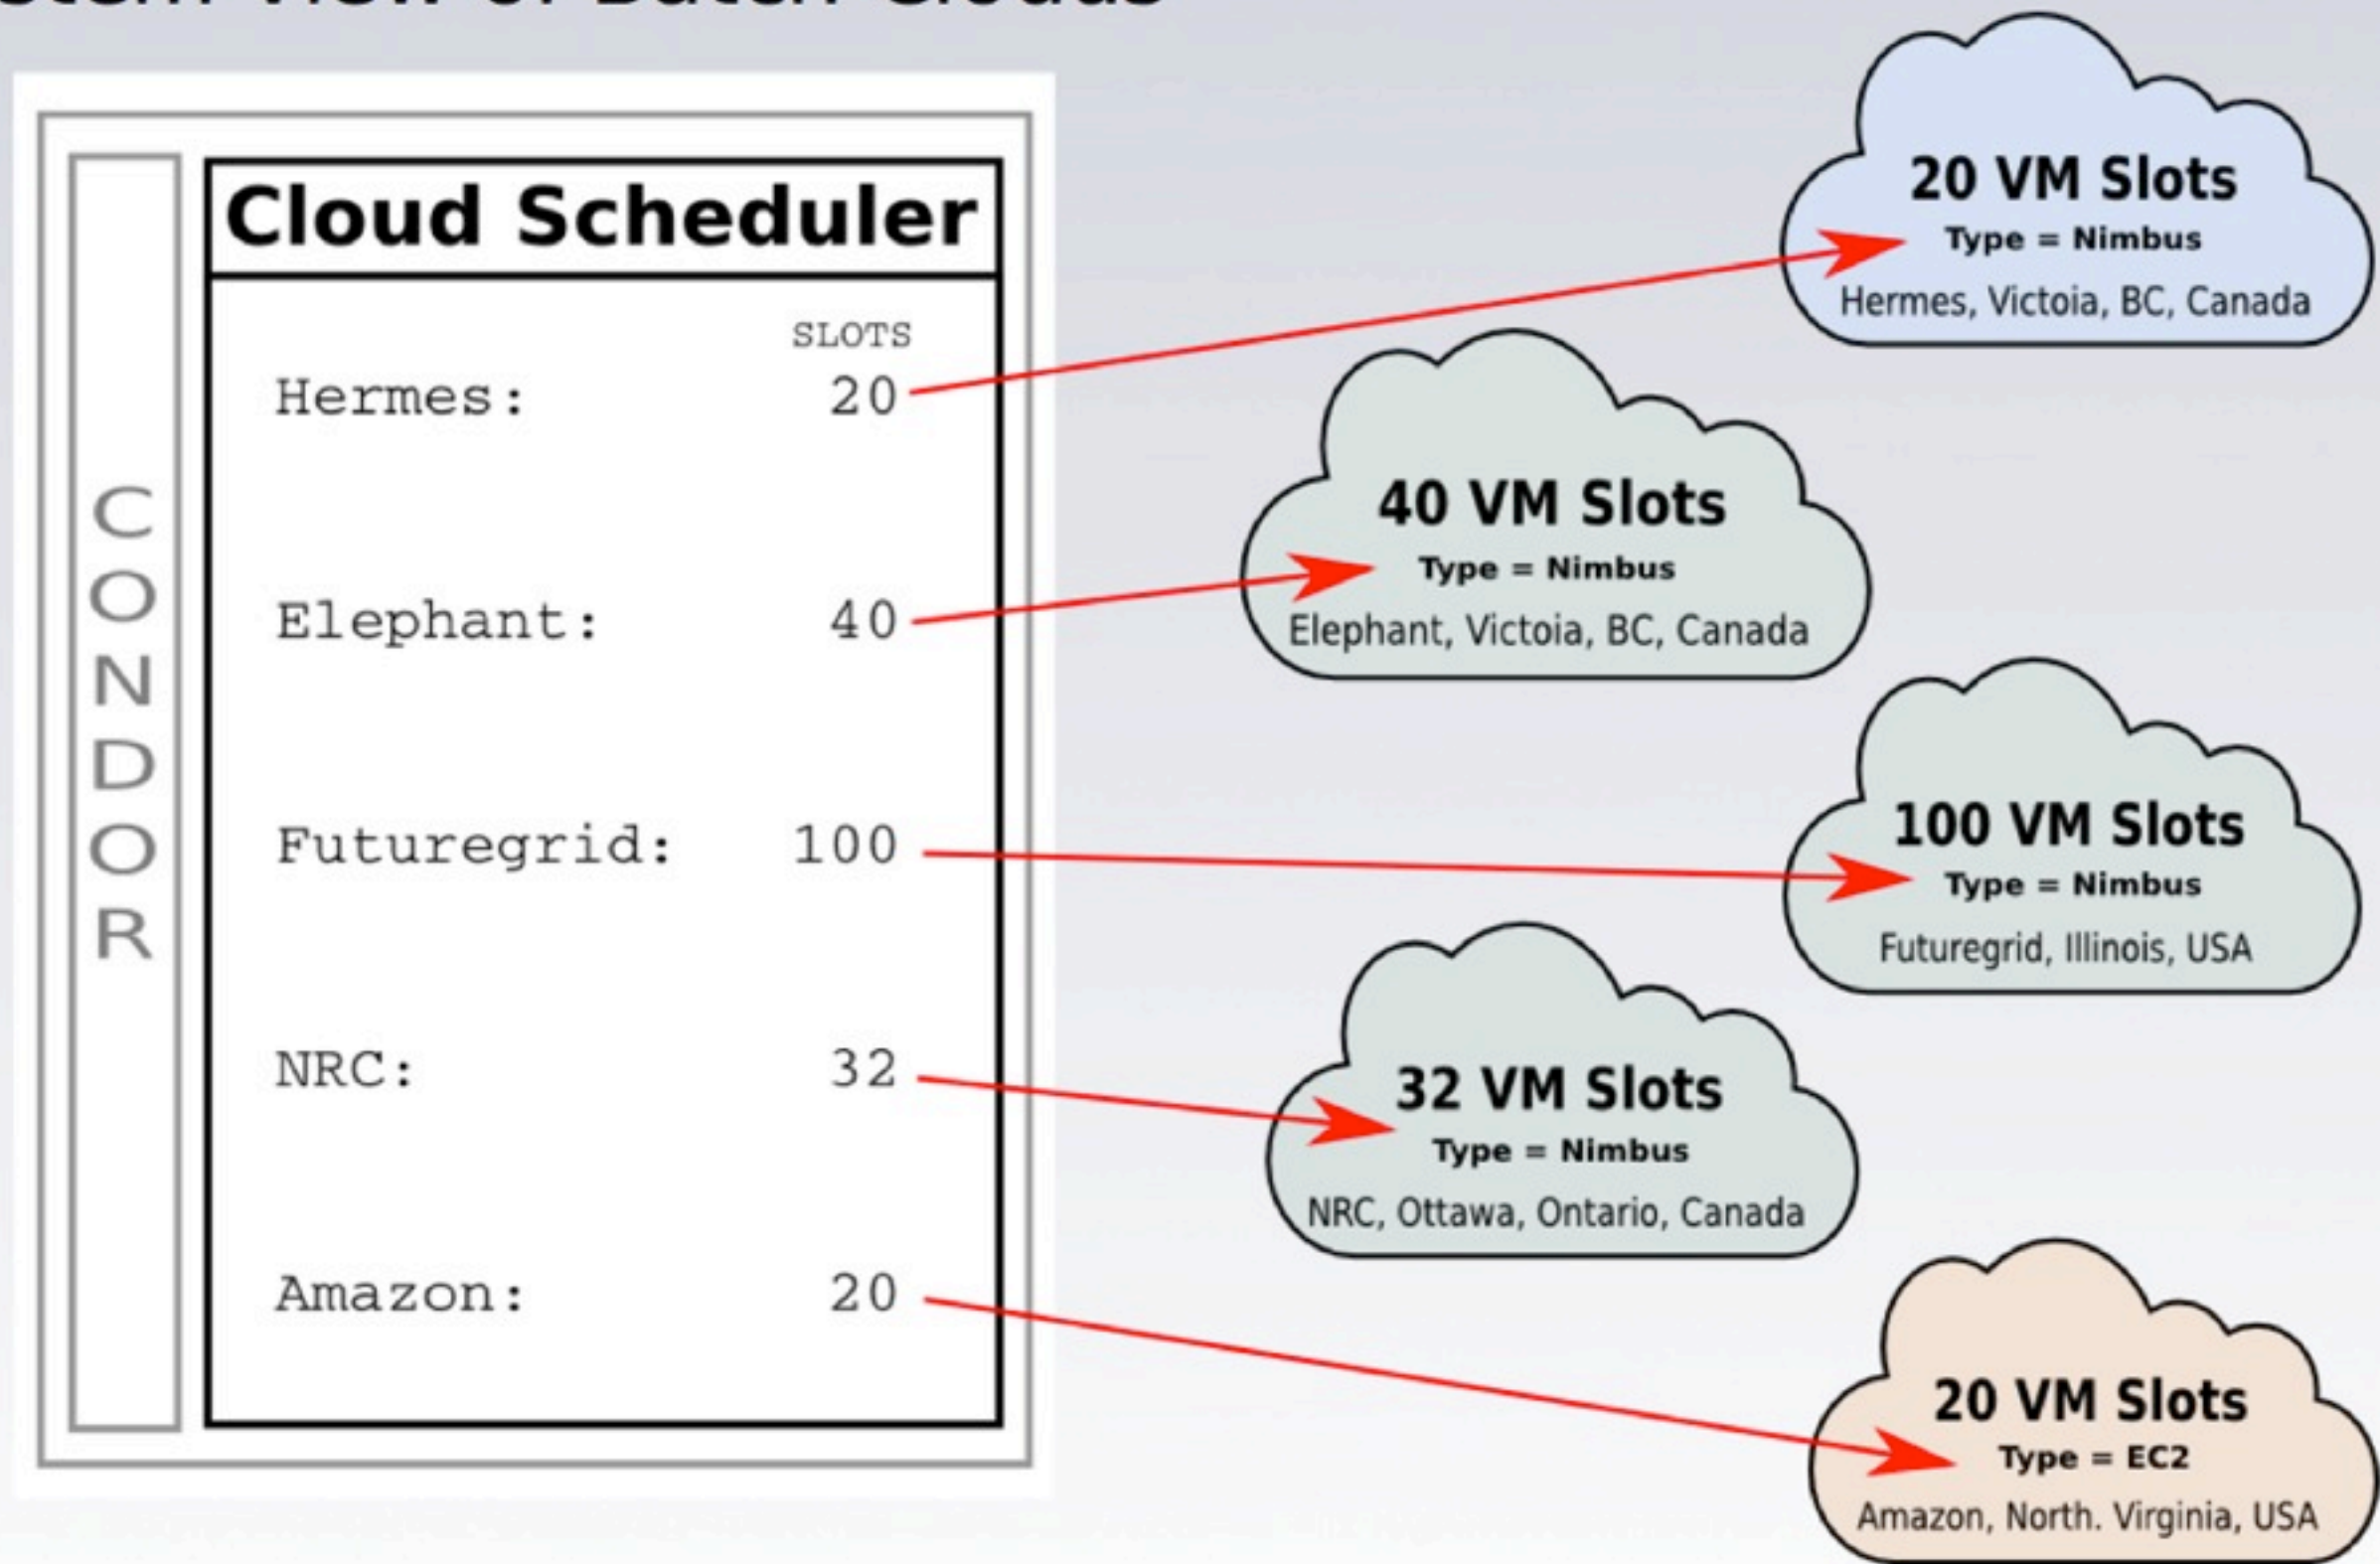 CONDOR
Cloud Scheduler
SLOTS
Hermes: 20
Elephant: 40
Futuregrid: 100
NRC: 32
Amazon: 20
20 VM Slots
Type = Nimbus
Hermes, Victoia, BC, Canada
40 VM Slots
Type = Nimbus
Elephant, Victoia, BC, Canada
100 VM Slots
Type = Nimbus
Futuregrid, Illinois, USA
32 VM Slots
Type = Nimbus
NRC, Ottawa, Ontario, Canada
20 VM Slots
Type = EC2
Amazon, North. Virginia, USA